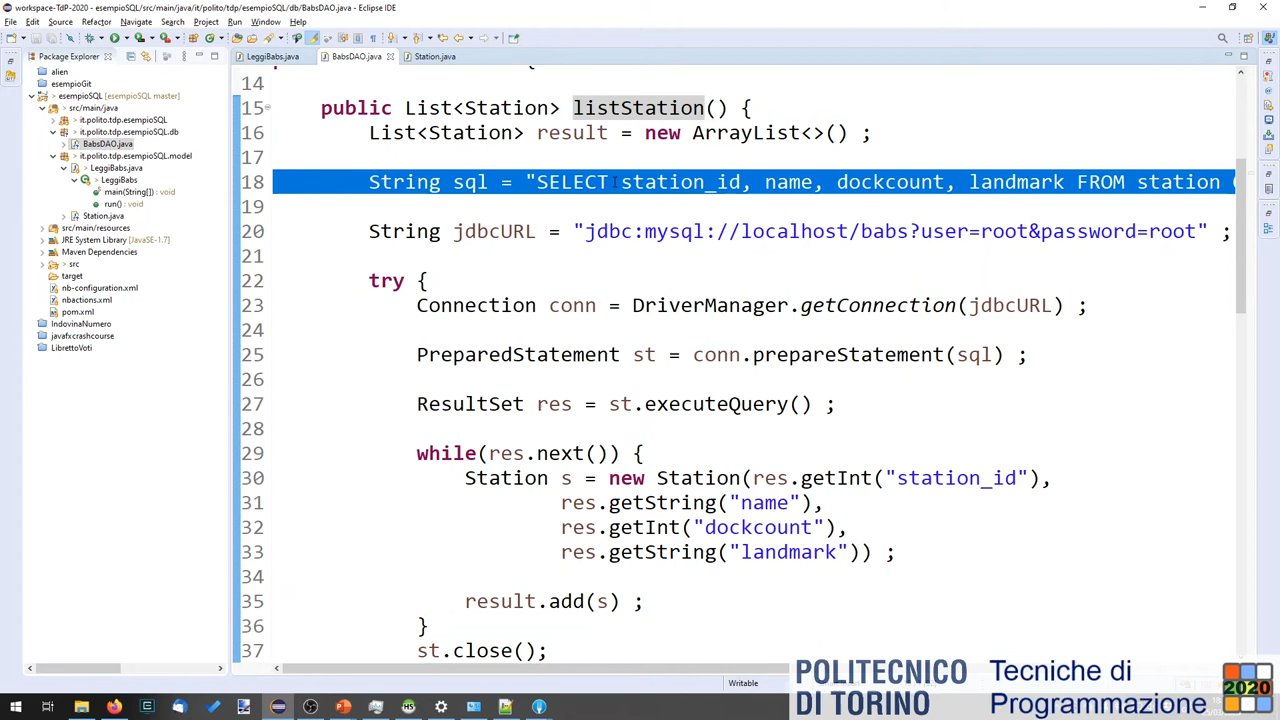 workspace-TdP-2020 - esempioSQL/src/main/java/it/polito/tdp/esempioSQL/db/BabsDAO.java - Eclipse IDE
File Edit Source Refactor Navigate Search Project Run Window Help
Package Explorer
alien
esempioGit
esempioSQL [esempioSQL master]
src/main/java
it.polito.tdp.esempioSQL
it.polito.tdp.esempioSQL.db
BabsDAO.java
it.polito.tdp.esempioSQL.model
LeggiBabs.java
LeggiBabs
main(String[]) : void
run() : void
Station.java
src/main/resources
JRE System Library [JavaSE-1.7]
Maven Dependencies
src
target
nb-configuration.xml
nbactions.xml
pom.xml
IndovinaNumero
javafxcrashcourse
LibrettoVoti
LeggiBabs.java BabsDAO.java Station.java
14
15 public List<Station> listStation() {
16 List<Station> result = new ArrayList<>() ;
17
18 String sql = "SELECT station_id, name, dockcount, landmark FROM station
19
20 String jdbcURL = "jdbc:mysql://localhost/babs?user=root&password=root" ;
21
22 try {
23 Connection conn = DriverManager.getConnection(jdbcURL) ;
24
25 PreparedStatement st = conn.prepareStatement(sql) ;
26
27 ResultSet res = st.executeQuery() ;
28
29 while(res.next()) {
30 Station s = new Station(res.getInt("station_id"),
31 res.getString("name"),
32 res.getInt("dockcount"),
33 res.getString("landmark")) ;
34
35 result.add(s) ;
36 }
37 st.close();
Writable
POLITECNICO
DI TORINO
Tecniche di
Programmazione
2020